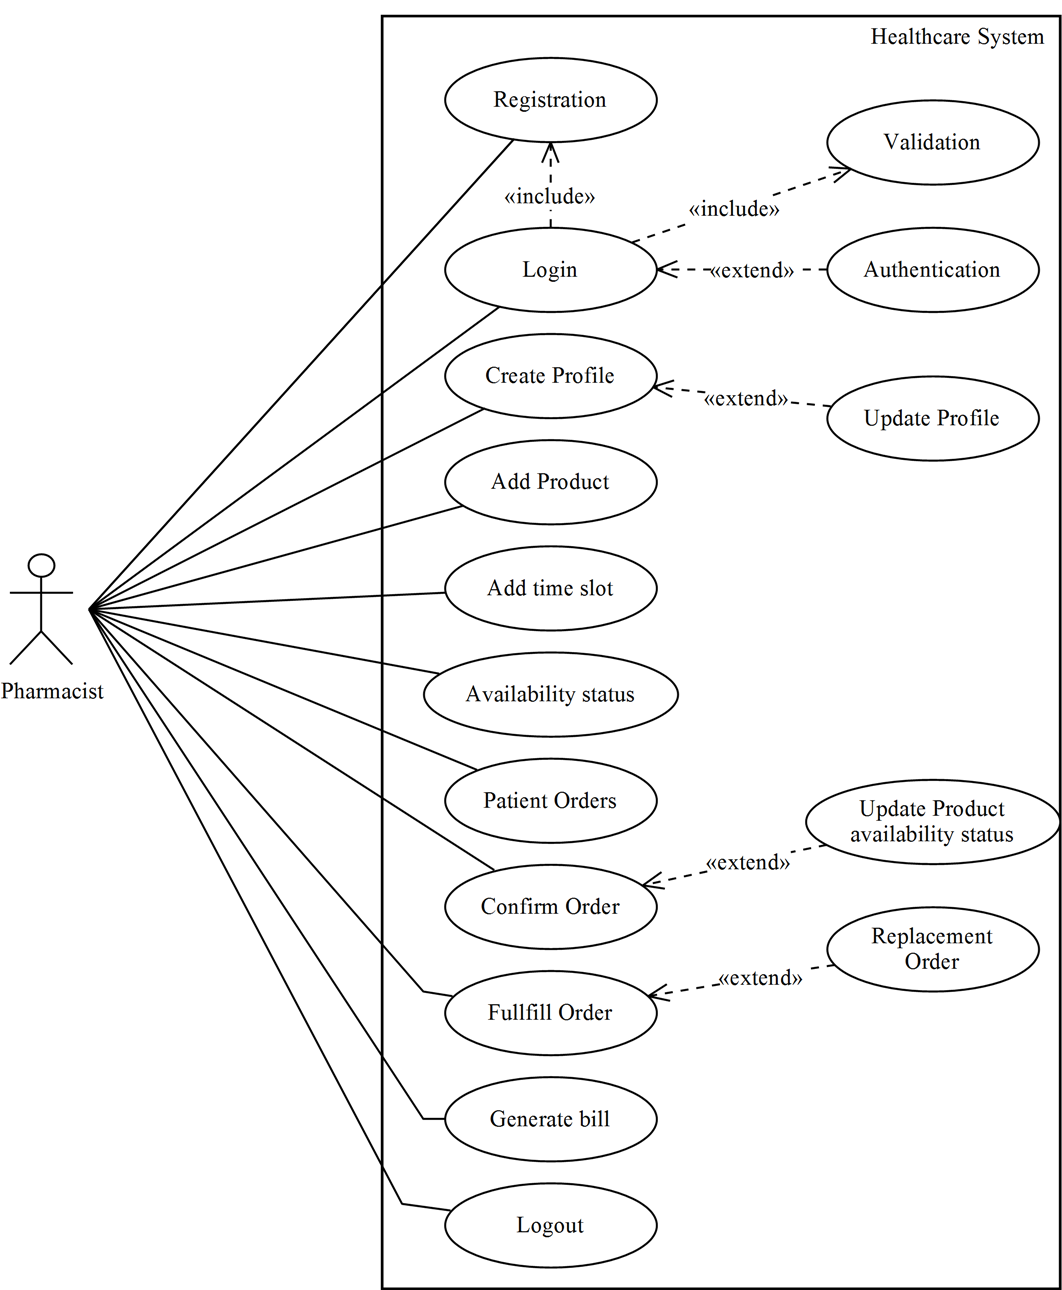 Healthcare System
Registration
Validation
«include»
«include»
Login
«extend»
Authentication
Create Profile
«extend»
Update Profile
Add Product
Add time slot
Pharmacist
Availability status
Patient Orders
Update Product
availability status
«extend»
Confirm Order
Replacement
Order
«extend»
Fullfill Order
Generate bill
Logout